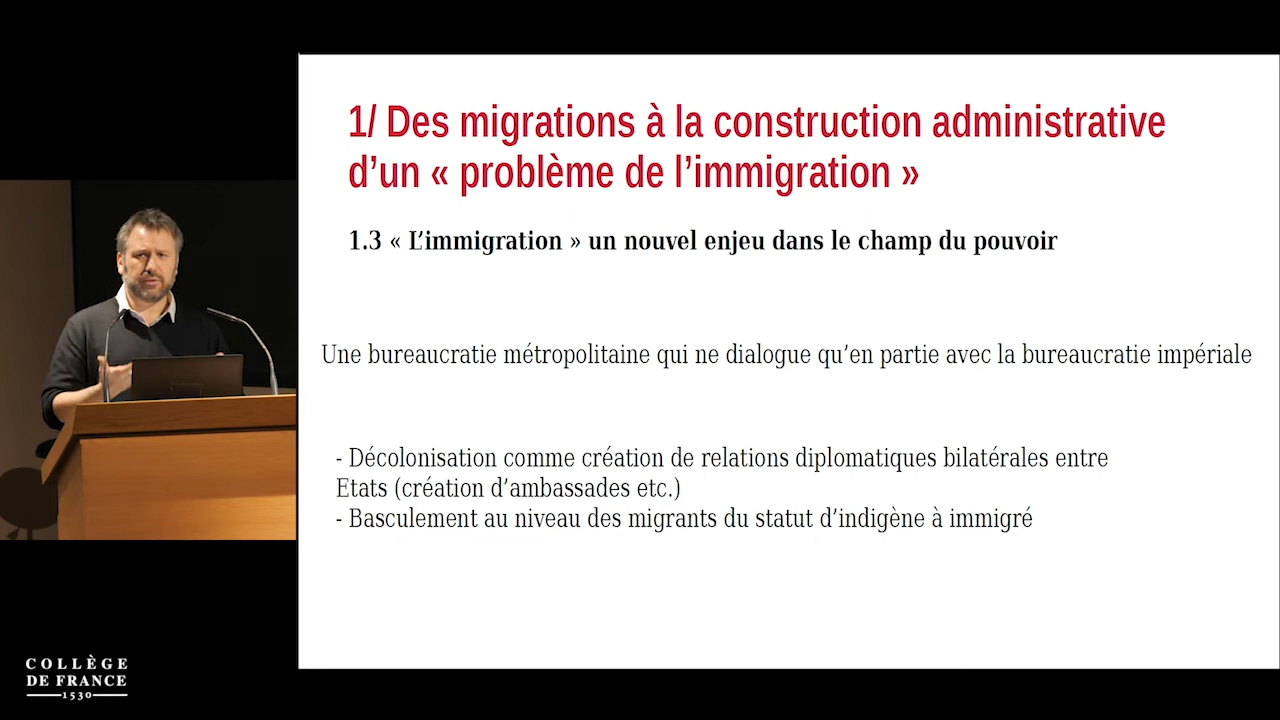 1/ Des migrations à la construction administrative
d’un « problème de l’immigration »
1.3 « L’immigration » un nouvel enjeu dans le champ du pouvoir
Une bureaucratie métropolitaine qui ne dialogue qu’en partie avec la bureaucratie impériale
- Décolonisation comme création de relations diplomatiques bilatérales entre
Etats (création d’ambassades etc.)
- Basculement au niveau des migrants du statut d’indigène à immigré
COLLÈGE
DE FRANCE
1530